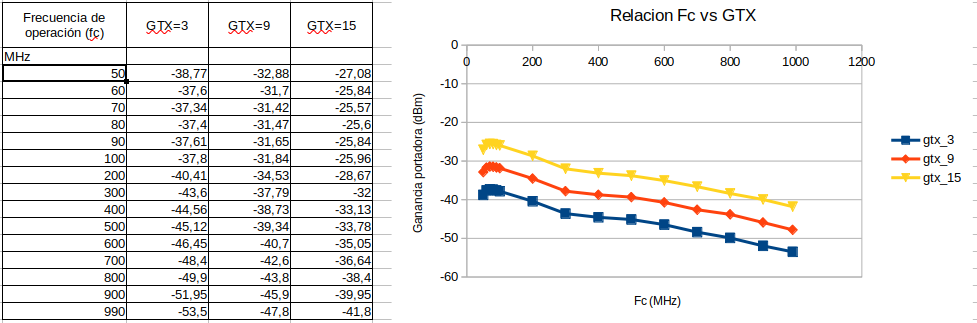 Frecuencia de
operación (fç) GTX=3 GTX=9 GTX=15
MHz
50 -38,77 -32,88 -27,08
60 -37,6 -31,7 -25,84
70 -37,34 -31,42 -25,57
80 -37,4 -31,47 -25,6
90 -37,61 -31,65 -25,84
100 -37,8 -31,84 -25,96
200 -40,41 -34,53 -28,67
300 -43,6 -37,79 -32
400 -44,56 -38,73 -33,13
500 -45,12 -39,34 -33,78
600 -46,45 -40,7 -35,05
700 -48,4 -42,6 -36,64
800 -49,9 -43,8 -38,4
900 -51,95 -45,9 -39,95
990 -53,5 -47,8 -41,8
Relacion Fc vs GTX
Ganancia portadora (dBm)
0
-10
-20
-30
-40
-50
-60
0 200 400 600 800 1000 1200
Fc (MHz)
gtx_3
gtx_9
gtx_15